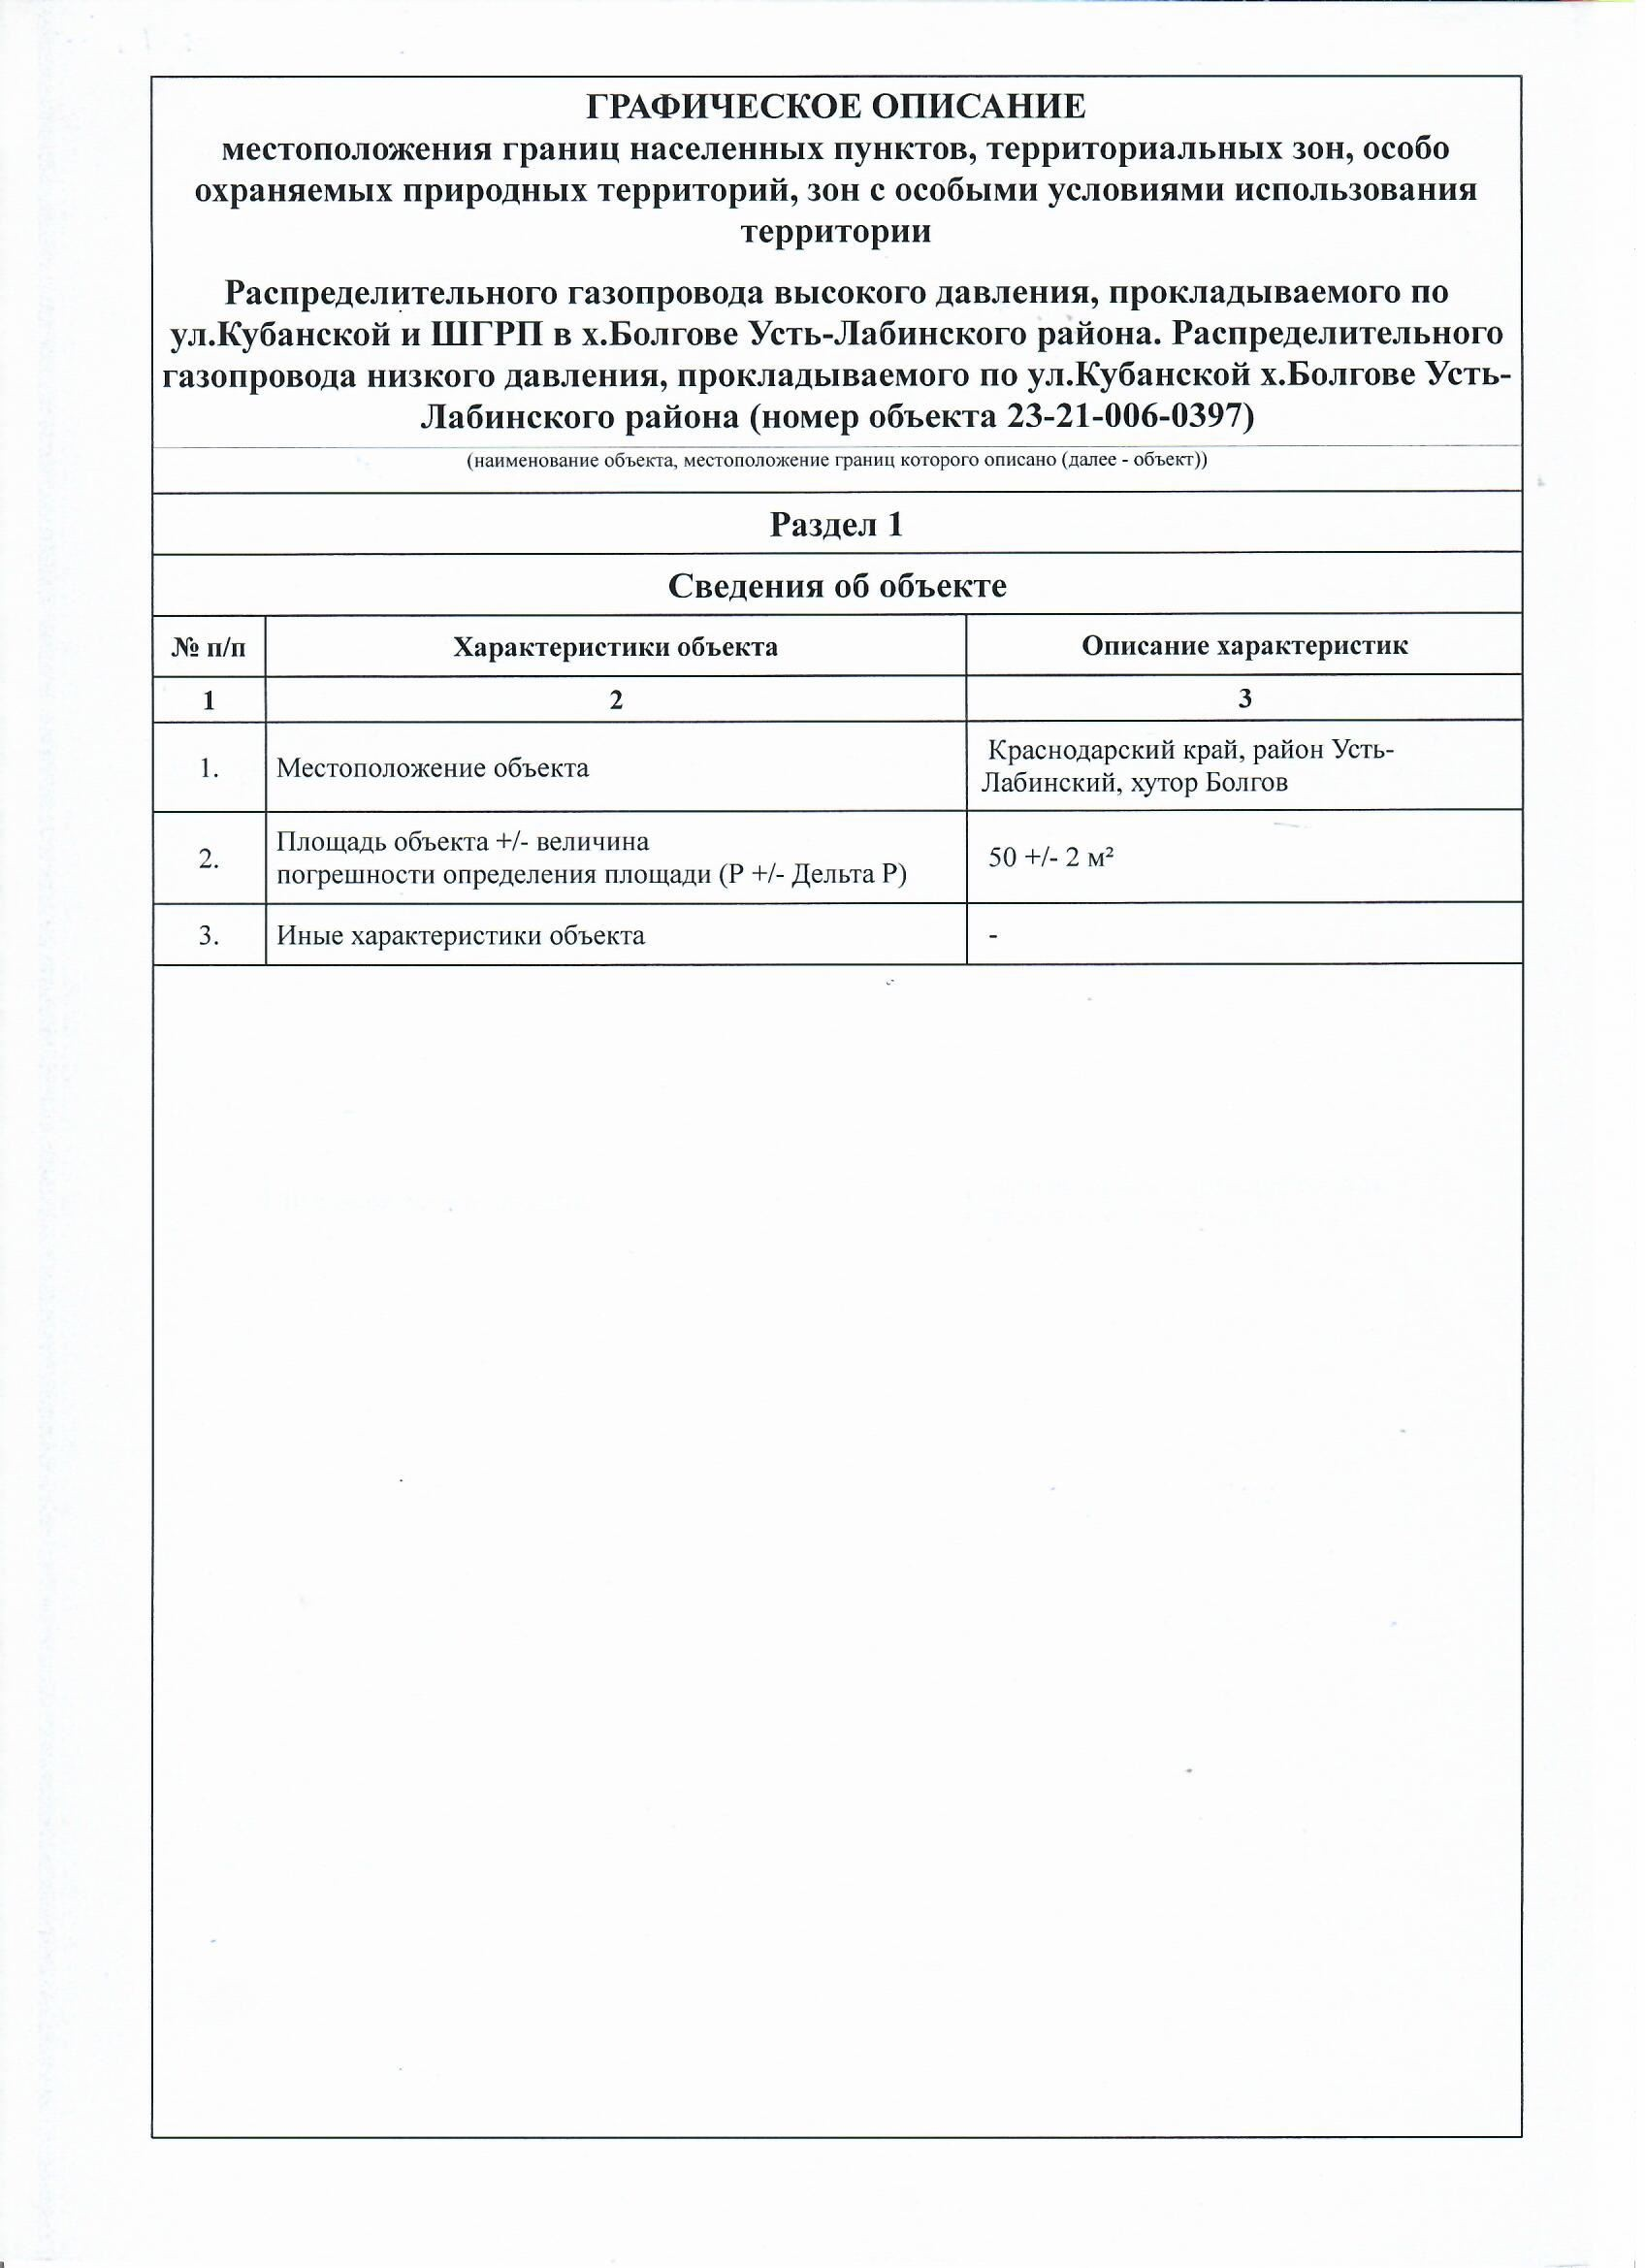 ГРАФИЧЕСКОЕ ОПИСАНИЕ
местоположения границ населенных пунктов, территориальных зон, особо
охраняемых природных территорий, зон с особыми условиями использования
территории
Распределительного газопровода высокого давления, прокладываемого по
ул.Кубанской и ШГРП в х.Болгове Усть-Лабинского района. Распределительного
газопровода низкого давления, прокладываемого по ул.Кубанской х.Болгове Усть-
Лабинского района (номер объекта 23-21-006-0397)
(наименование объекта, местоположение границ которого описано (далее - объект))
Раздел 1
Сведения об объекте
№ п/п Характеристики объекта Описание характеристик
1 2 3
1. Местоположение объекта Краснодарский край, район Усть-
Лабинский, хутор Болгов
2. Площадь объекта +/- величина
погрешности определения площади (P +/- Дельта P) 50 +/- 2 м²
3. Иные характеристики объекта -